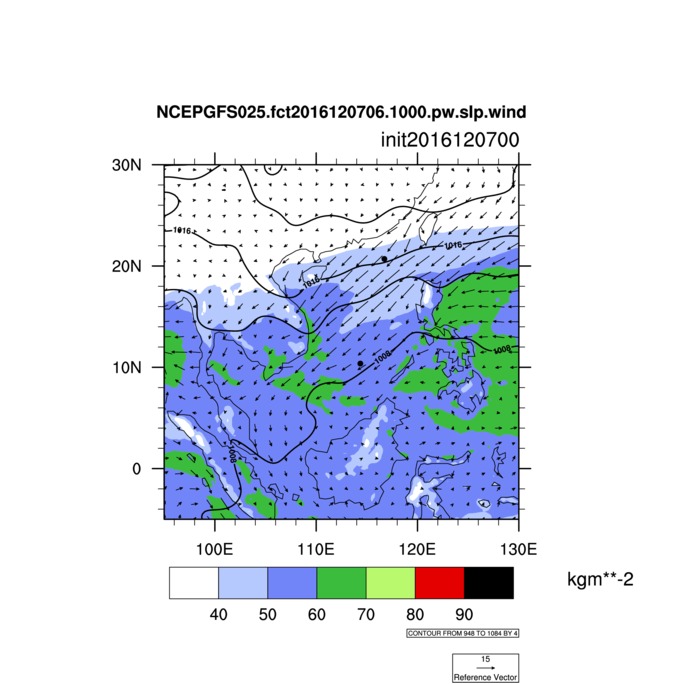 NCEPGFS025.fct2016120706.1000.pw.slp.wind
init2016120700
30N
1016
1016
20N
1016
1008
1008
10N
1008
0
100E 110E 120E 130E
kgm**-2
40 50 60 70 80 90
CONTOUR FROM 948 TO 1084 BY 4
15
Reference Vector